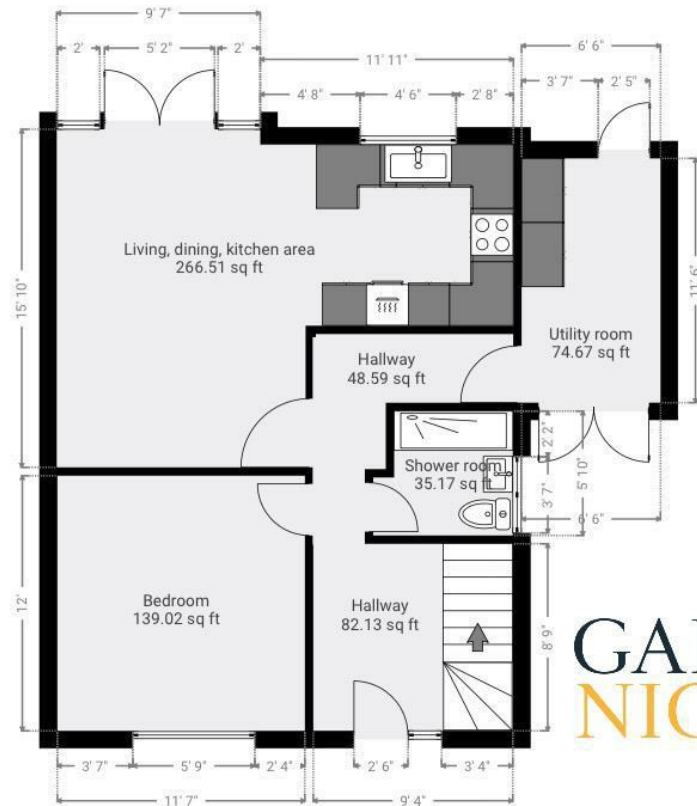 9' 7"
2' 5' 2" 2'
11' 11"
4' 8" 4' 6" 2' 8"
6' 6"
3' 7" 2' 5"
Living, dining, kitchen area
266.51 sq ft
15' 10"
11' 6"
Utility room
74.67 sq ft
Hallway
48.59 sq ft
Shower room
35.17 sq ft
2' 2"
3' 7"
5' 10"
6' 6"
12'
Bedroom
139.02 sq ft
Hallway
82.13 sq ft
8' 9"
3' 7" 5' 9" 2' 4"
2' 6" 3' 4"
11' 7"
9' 4"